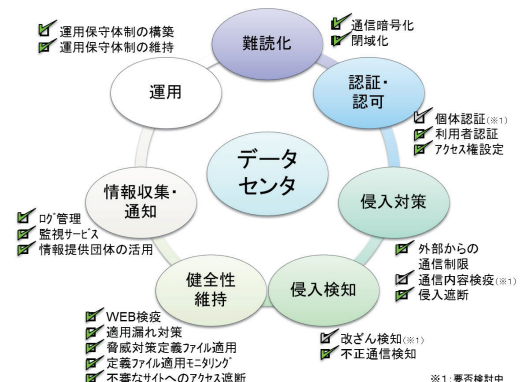 運用保守体制の構築
運用保守体制の維持
難読化
通信暗号化
閉域化
運用
認証・
認可
個体認証(※1)
利用者認証
アクセス権設定
データ
センタ
情報収集・
通知
侵入対策
ログ管理
監視サービス
情報提供団体の活用
外部からの
通信制限
通信内容検疫(※1)
侵入遮断
健全性
維持
侵入検知
WEB検疫
適用漏れ対策
脅威対策定義ファイル適用
定義ファイル適用モニタリング
不審なサイトへのアクセス遮断
改ざん検知(※1)
不正通信検知
※1:要否検討中